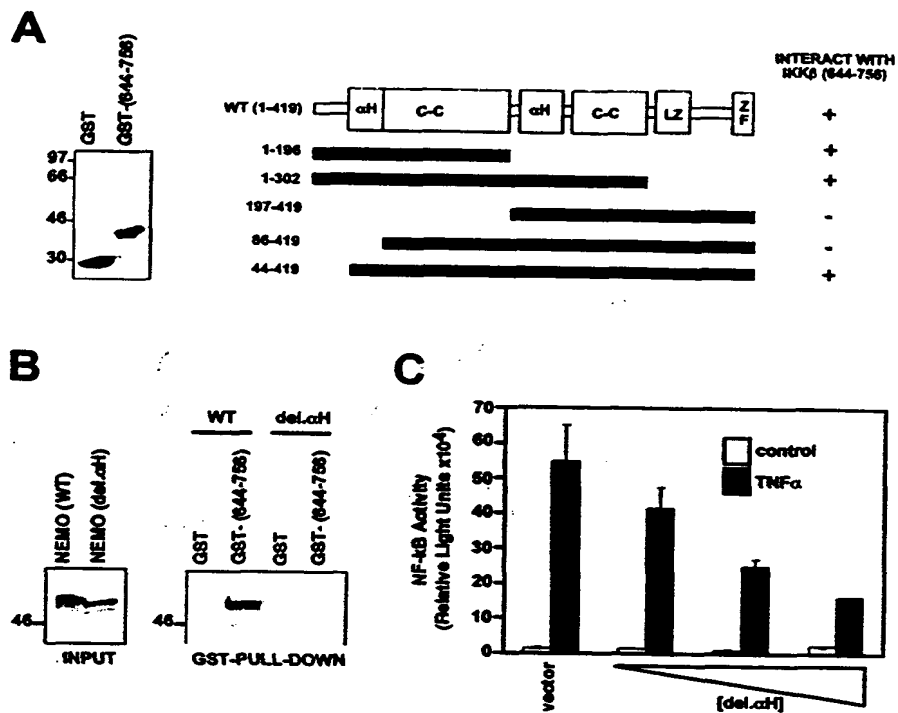 A
GST
GST-(644-756)
97
66
46
30
INTERACT WITH
IKKβ (644-756)
WT (1-419)
αH
C-C
αH
C-C
LZ
ZF
+
1-196
+
1-302
+
197-419
-
86-419
-
44-419
+
B
NEMO (WT)
NEMO (del.αH)
46
INPUT
WT
del.αH
GST
GST-(644-756)
GST
GST-(644-756)
46
GST-PULL-DOWN
C
NF-kB Activity
(Relative Light Units x10⁴)
70
60
50
40
30
20
10
0
control
TNFα
vector
[del.αH]